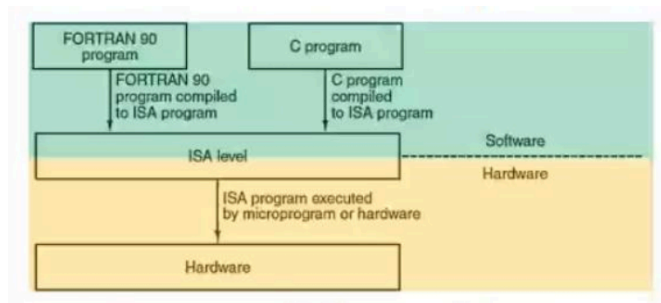 FORTRAN 90
program
C program
FORTRAN 90
program compiled
to ISA program
C program
compiled
to ISA program
Software
ISA level
Hardware
ISA program executed
by microprogram or hardware
Hardware